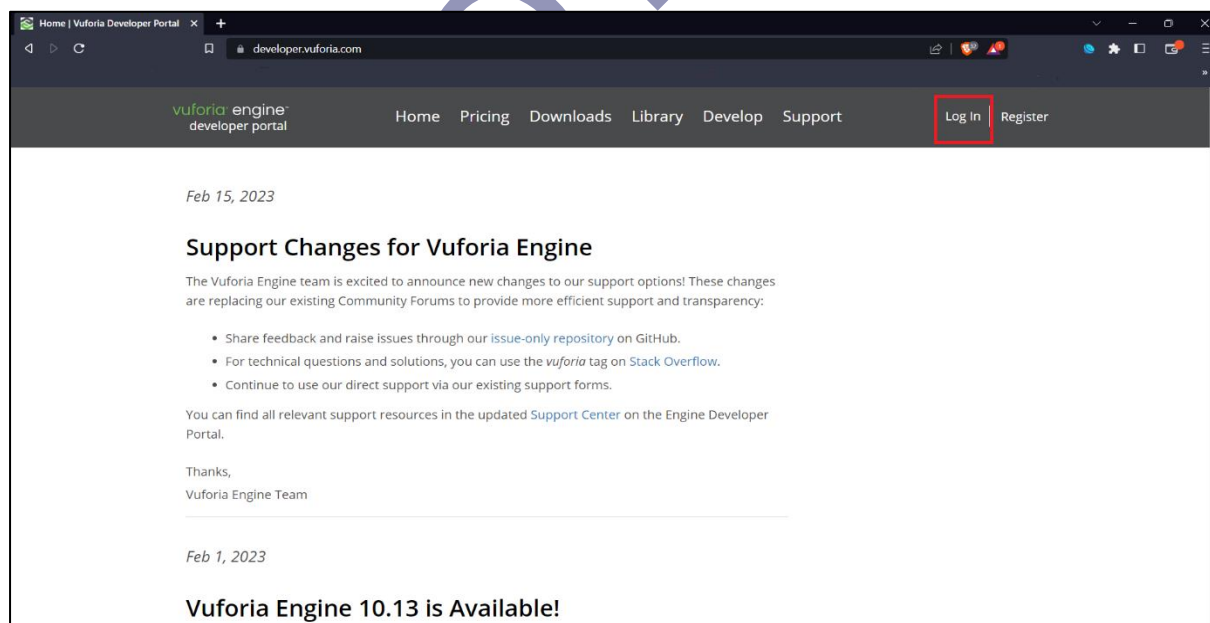 Home | Vuforia Developer Portal
developer.vuforia.com
vuforia engine
developer portal
Home Pricing Downloads Library Develop Support
Log In Register
Feb 15, 2023
Support Changes for Vuforia Engine
The Vuforia Engine team is excited to announce new changes to our support options! These changes
are replacing our existing Community Forums to provide more efficient support and transparency:
• Share feedback and raise issues through our issue-only repository on GitHub.
• For technical questions and solutions, you can use the vuforia tag on Stack Overflow.
• Continue to use our direct support via our existing support forms.
You can find all relevant support resources in the updated Support Center on the Engine Developer
Portal.
Thanks,
Vuforia Engine Team
Feb 1, 2023
Vuforia Engine 10.13 is Available!